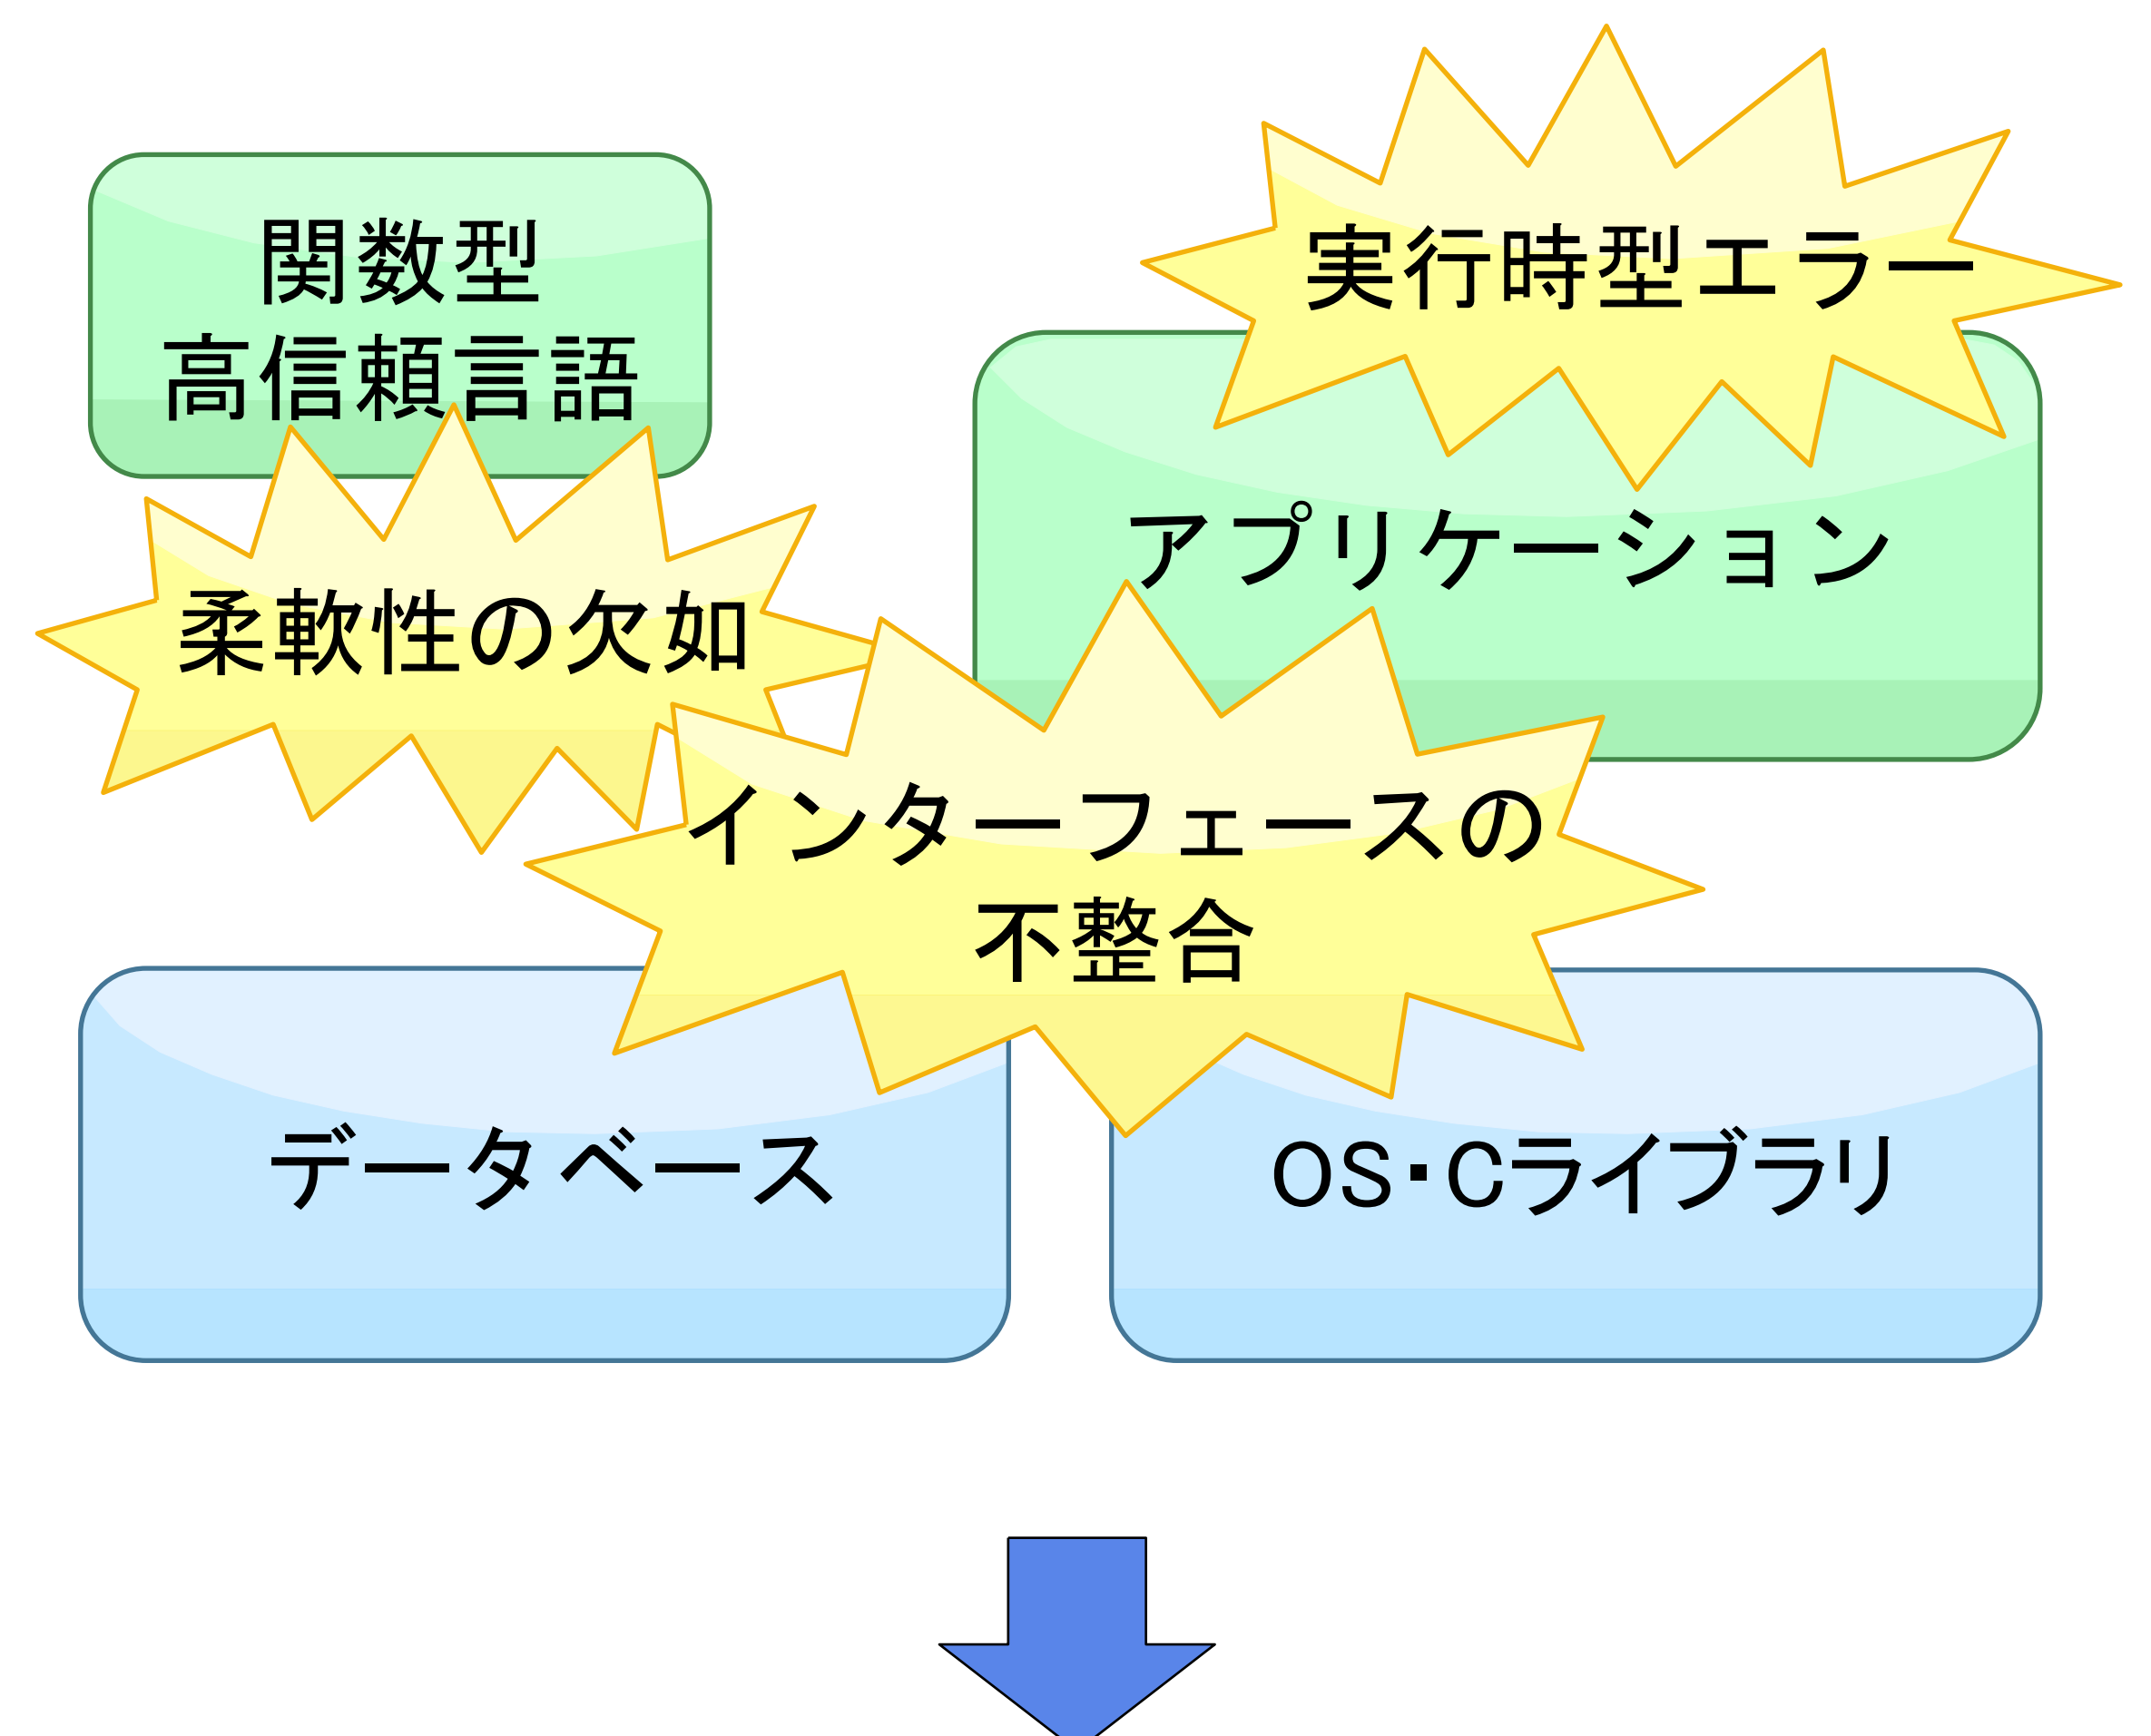 関数型
高信頼言語
実行時型エラー
アプリケーション
柔軟性の欠如
インターフェースの
不整合
データベース
OS・Cライブラリ